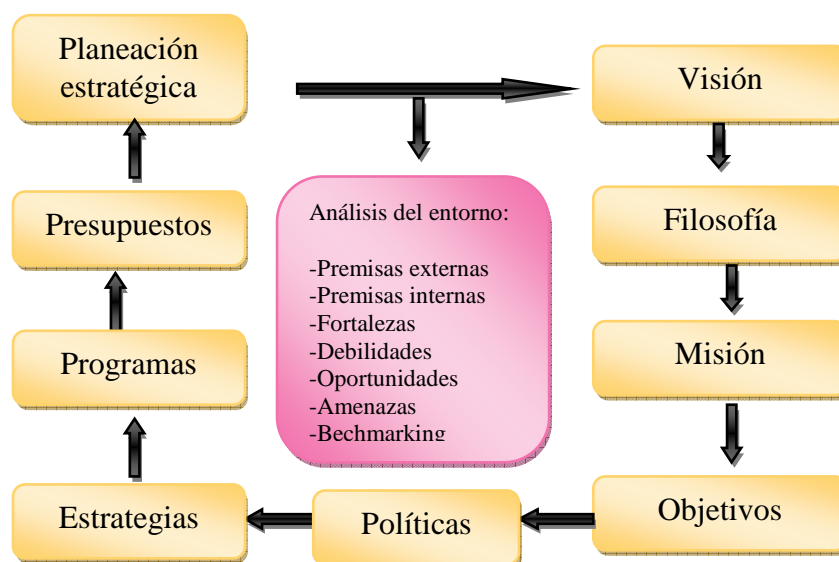 Planeación
estratégica
Visión
Filosofía
Misión
Objetivos
Políticas
Estrategias
Programas
Presupuestos
Análisis del entorno:
-Premisas externas
-Premisas internas
-Fortalezas
-Debilidades
-Oportunidades
-Amenazas
-Bechmarking